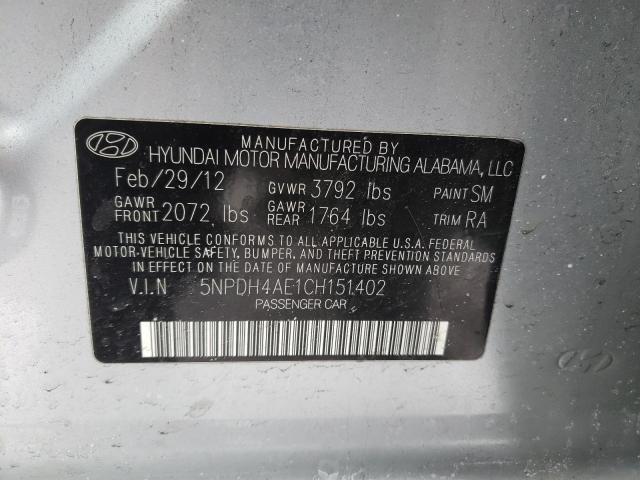 MANUFACTURED BY
HYUNDAI MOTOR MANUFACTURING ALABAMA, LLC
Feb/29/12 GVWR 3792 lbs PAINT SM
GAWR FRONT 2072 lbs GAWR REAR 1764 lbs TRIM RA
THIS VEHICLE CONFORMS TO ALL APPLICABLE U.S.A. FEDERAL
MOTOR-VEHICLE SAFETY, BUMPER, AND THEFT PREVENTION STANDARDS
IN EFFECT ON THE DATE OF MANUFACTURE SHOWN ABOVE.
V.I.N 5NPDH4AE1CH151402
PASSENGER CAR